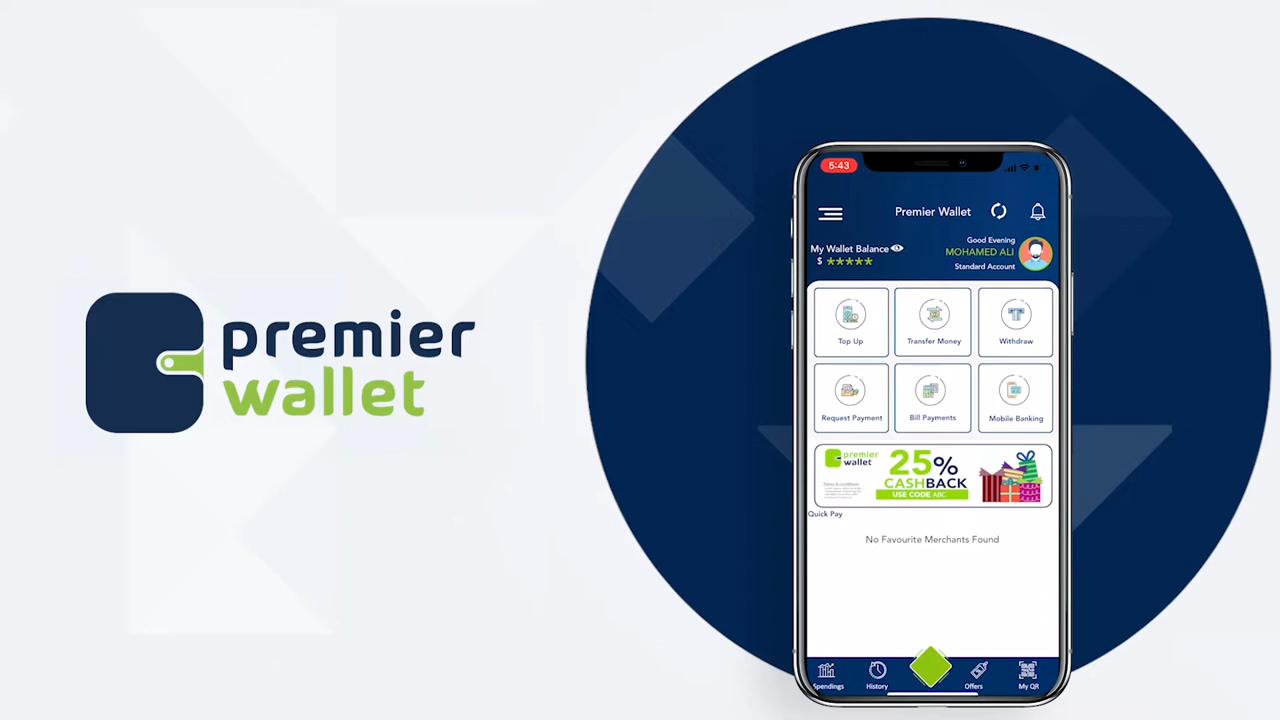 premier
wallet
5:43
Premier Wallet
My Wallet Balance
$ *****
Good Evening
MOHAMED ALI
Standard Account
Top Up
Transfer Money
Withdraw
Request Payment
Bill Payments
Mobile Banking
premier
wallet
25%
CASHBACK
USE CODE ABC
Terms & conditions
Quick Pay
No Favourite Merchants Found
Spendings
History
Offers
My QR